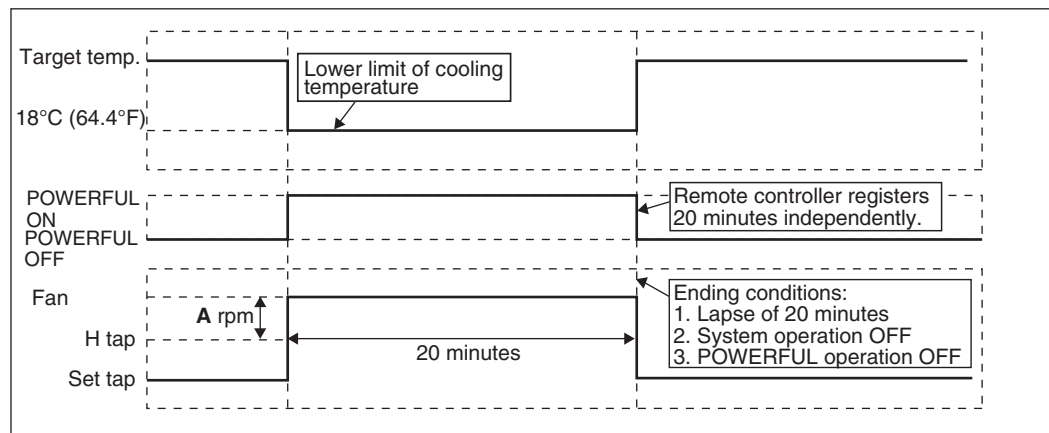 Target temp.
Lower limit of cooling
temperature
18°C (64.4°F)
POWERFUL
ON
POWERFUL
OFF
Remote controller registers
20 minutes independently.
Fan
A rpm
H tap
20 minutes
Set tap
Ending conditions:
1. Lapse of 20 minutes
2. System operation OFF
3. POWERFUL operation OFF